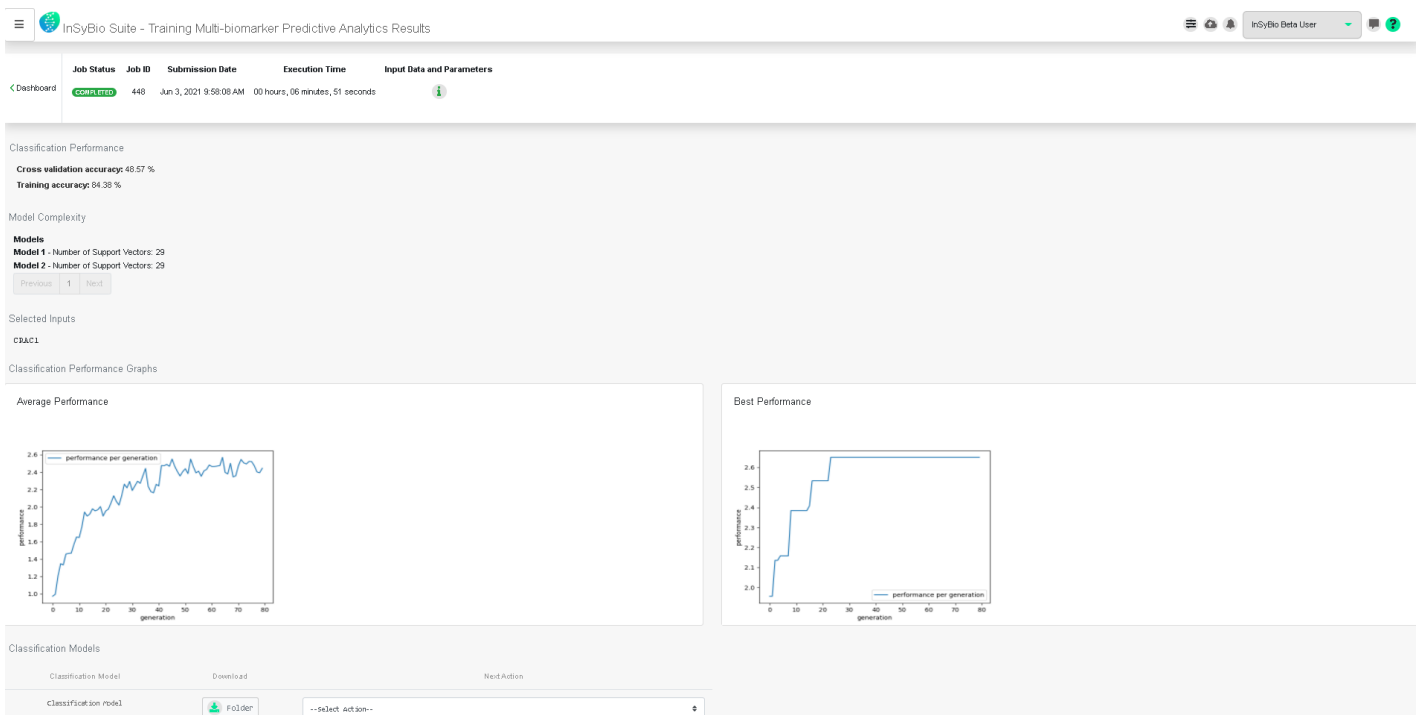 InSyBio Suite - Training Multi-biomarker Predictive Analytics Results
InSyBio Beta User
?
Dashboard
Job Status Job ID Submission Date Execution Time Input Data and Parameters
COMPLETED 448 Jun 3, 2021 9:58:08 AM 00 hours, 06 minutes, 51 seconds i
Classification Performance
Cross validation accuracy: 48.57 %
Training accuracy: 84.38 %
Model Complexity
Models
Model 1 - Number of Support Vectors: 29
Model 2 - Number of Support Vectors: 29
Previous 1 Next
Selected Inputs
CRAC1
Classification Performance Graphs
Average Performance
2.6
2.4
2.2
2.0
1.8
1.6
1.4
1.2
1.0
performance
performance per generation
0 10 20 30 40 50 60 70 80
generation
Best Performance
2.6
2.5
2.4
2.3
2.2
2.1
2.0
performance
performance per generation
0 10 20 30 40 50 60 70 80
generation
Classification Models
Classification Model Download Next Action
Classification Model Folder --Select Action--